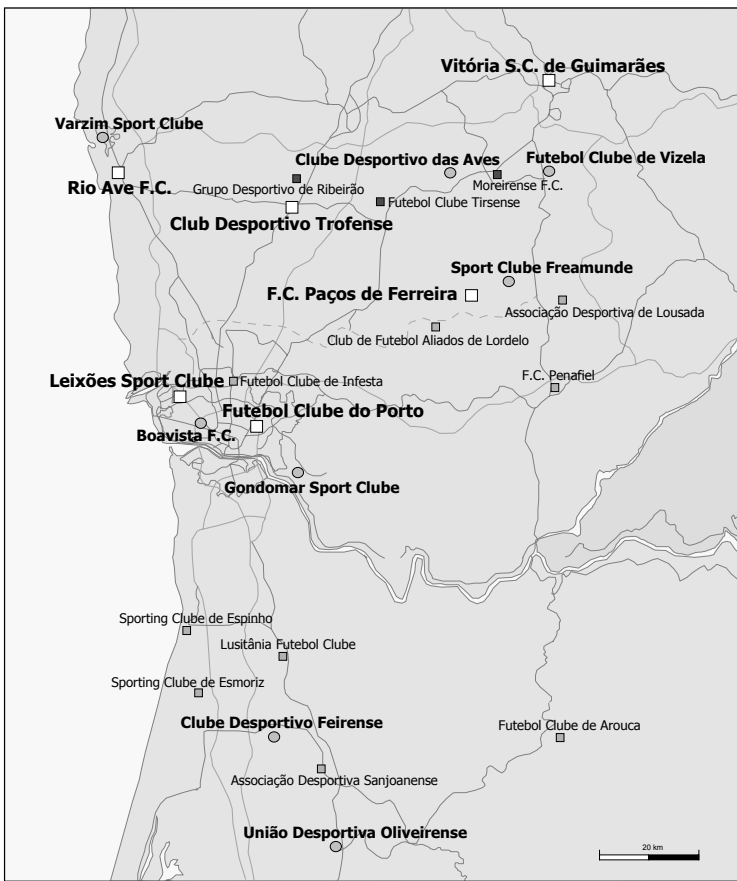 Vitória S.C. de Guimarães
Varzim Sport Clube
Clube Desportivo das Aves
Futebol Clube de Vizela
Rio Ave F.C.
Grupo Desportivo de Ribeirão
Moreirense F.C.
Futebol Clube Tirsense
Club Desportivo Trofense
Sport Clube Freamunde
F.C. Paços de Ferreira
Associação Desportiva de Lousada
Club de Futebol Aliados de Lordelo
Leixões Sport Clube
Futebol Clube de Infesta
F.C. Penafiel
Futebol Clube do Porto
Boavista F.C.
Gondomar Sport Clube
Sporting Clube de Espinho
Lusitânia Futebol Clube
Sporting Clube de Esmoriz
Clube Desportivo Feirense
Futebol Clube de Arouca
Associação Desportiva Sanjoanense
União Desportiva Oliveirense
20 km